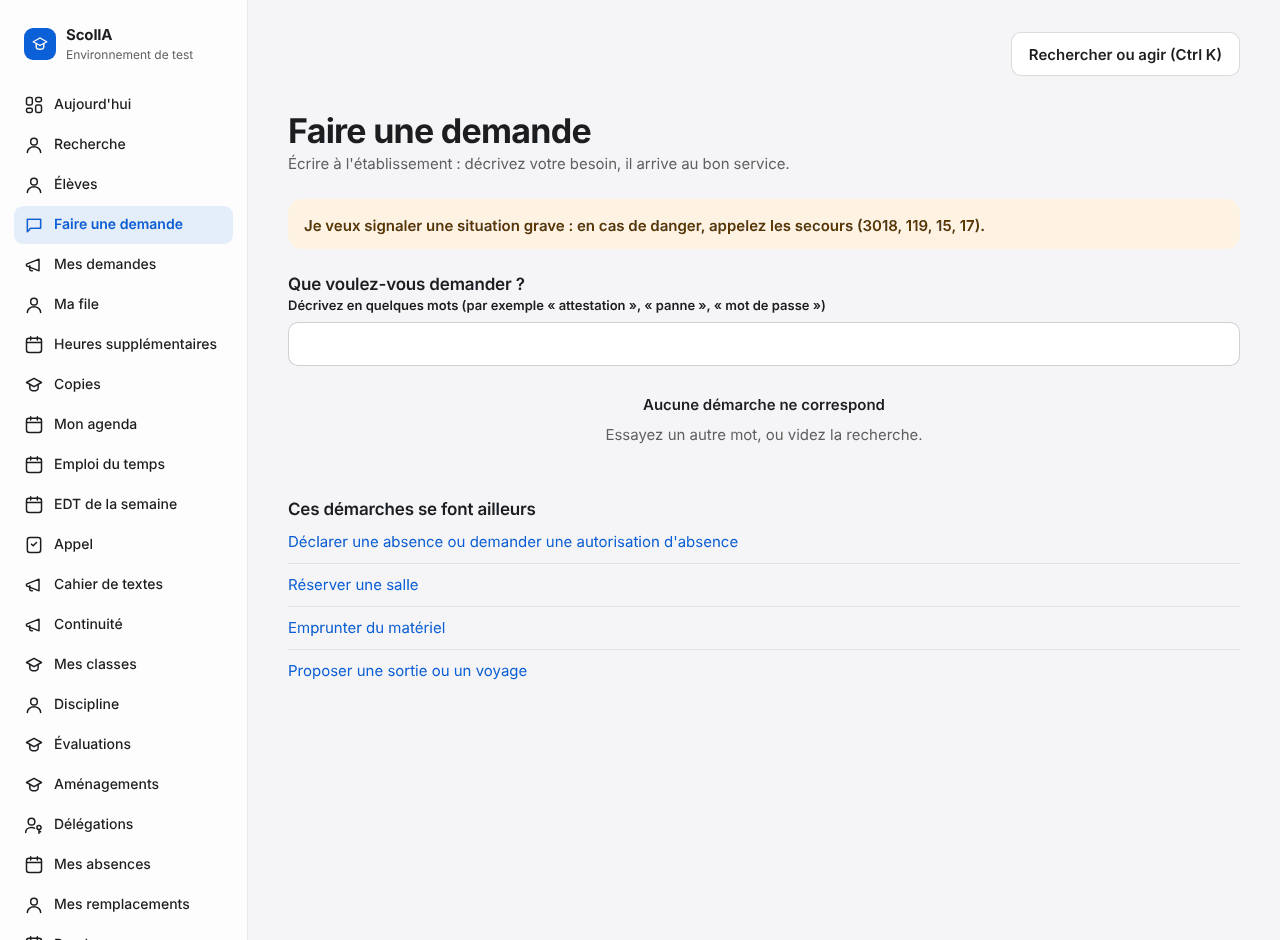 ScolIA
Environnement de test
Rechercher ou agir (Ctrl K)
Aujourd'hui
Recherche
Élèves
Faire une demande
Mes demandes
Ma file
Heures supplémentaires
Copies
Mon agenda
Emploi du temps
EDT de la semaine
Appel
Cahier de textes
Continuité
Mes classes
Discipline
Évaluations
Aménagements
Délégations
Mes absences
Mes remplacements
Faire une demande
Écrire à l'établissement : décrivez votre besoin, il arrive au bon service.
Je veux signaler une situation grave : en cas de danger, appelez les secours (3018, 119, 15, 17).
Que voulez-vous demander ?
Décrivez en quelques mots (par exemple « attestation », « panne », « mot de passe »)
Aucune démarche ne correspond
Essayez un autre mot, ou videz la recherche.
Ces démarches se font ailleurs
Déclarer une absence ou demander une autorisation d'absence
Réserver une salle
Emprunter du matériel
Proposer une sortie ou un voyage